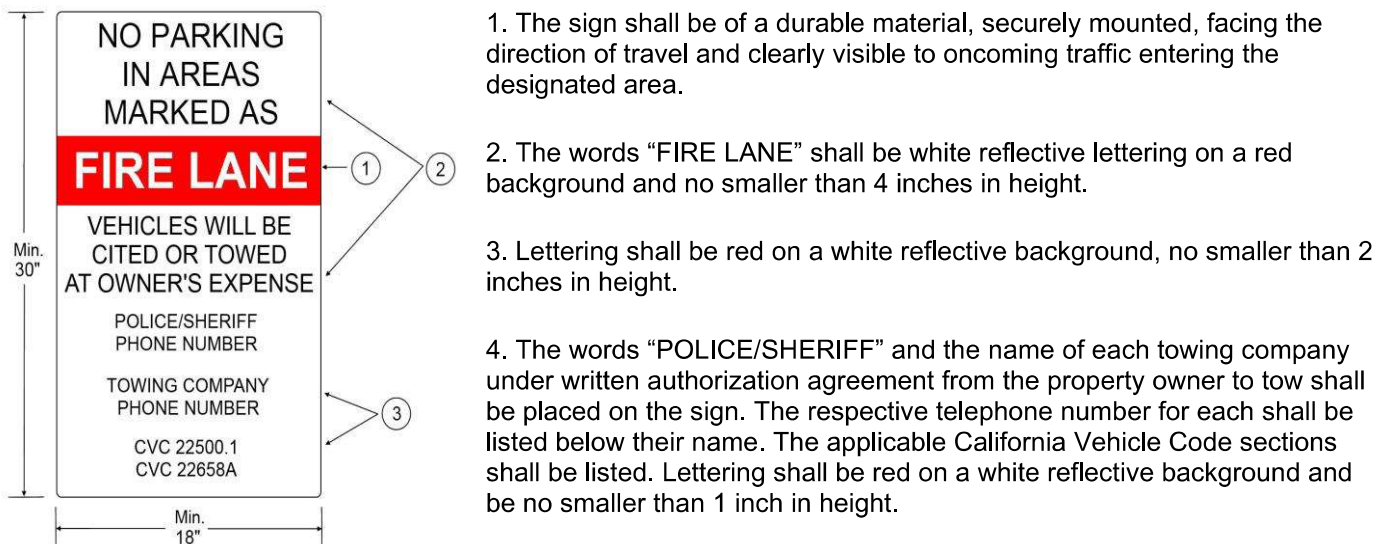 NO PARKING
IN AREAS
MARKED AS
FIRE LANE
VEHICLES WILL BE
CITED OR TOWED
AT OWNER'S EXPENSE
POLICE/SHERIFF
PHONE NUMBER
TOWING COMPANY
PHONE NUMBER
CVC 22500.1
CVC 22658A
Min.
30"
Min.
18"
1
2
3
1. The sign shall be of a durable material, securely mounted, facing the
direction of travel and clearly visible to oncoming traffic entering the
designated area.
2. The words “FIRE LANE” shall be white reflective lettering on a red
background and no smaller than 4 inches in height.
3. Lettering shall be red on a white reflective background, no smaller than 2
inches in height.
4. The words “POLICE/SHERIFF” and the name of each towing company
under written authorization agreement from the property owner to tow shall
be placed on the sign. The respective telephone number for each shall be
listed below their name. The applicable California Vehicle Code sections
shall be listed. Lettering shall be red on a white reflective background and
be no smaller than 1 inch in height.